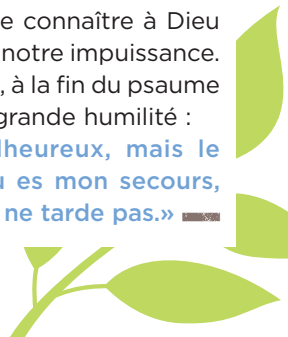 e connaître à Dieu
notre impuissance.
, à la fin du psaume
grande humilité :
lheureux, mais le
u es mon secours,
ne tarde pas.»